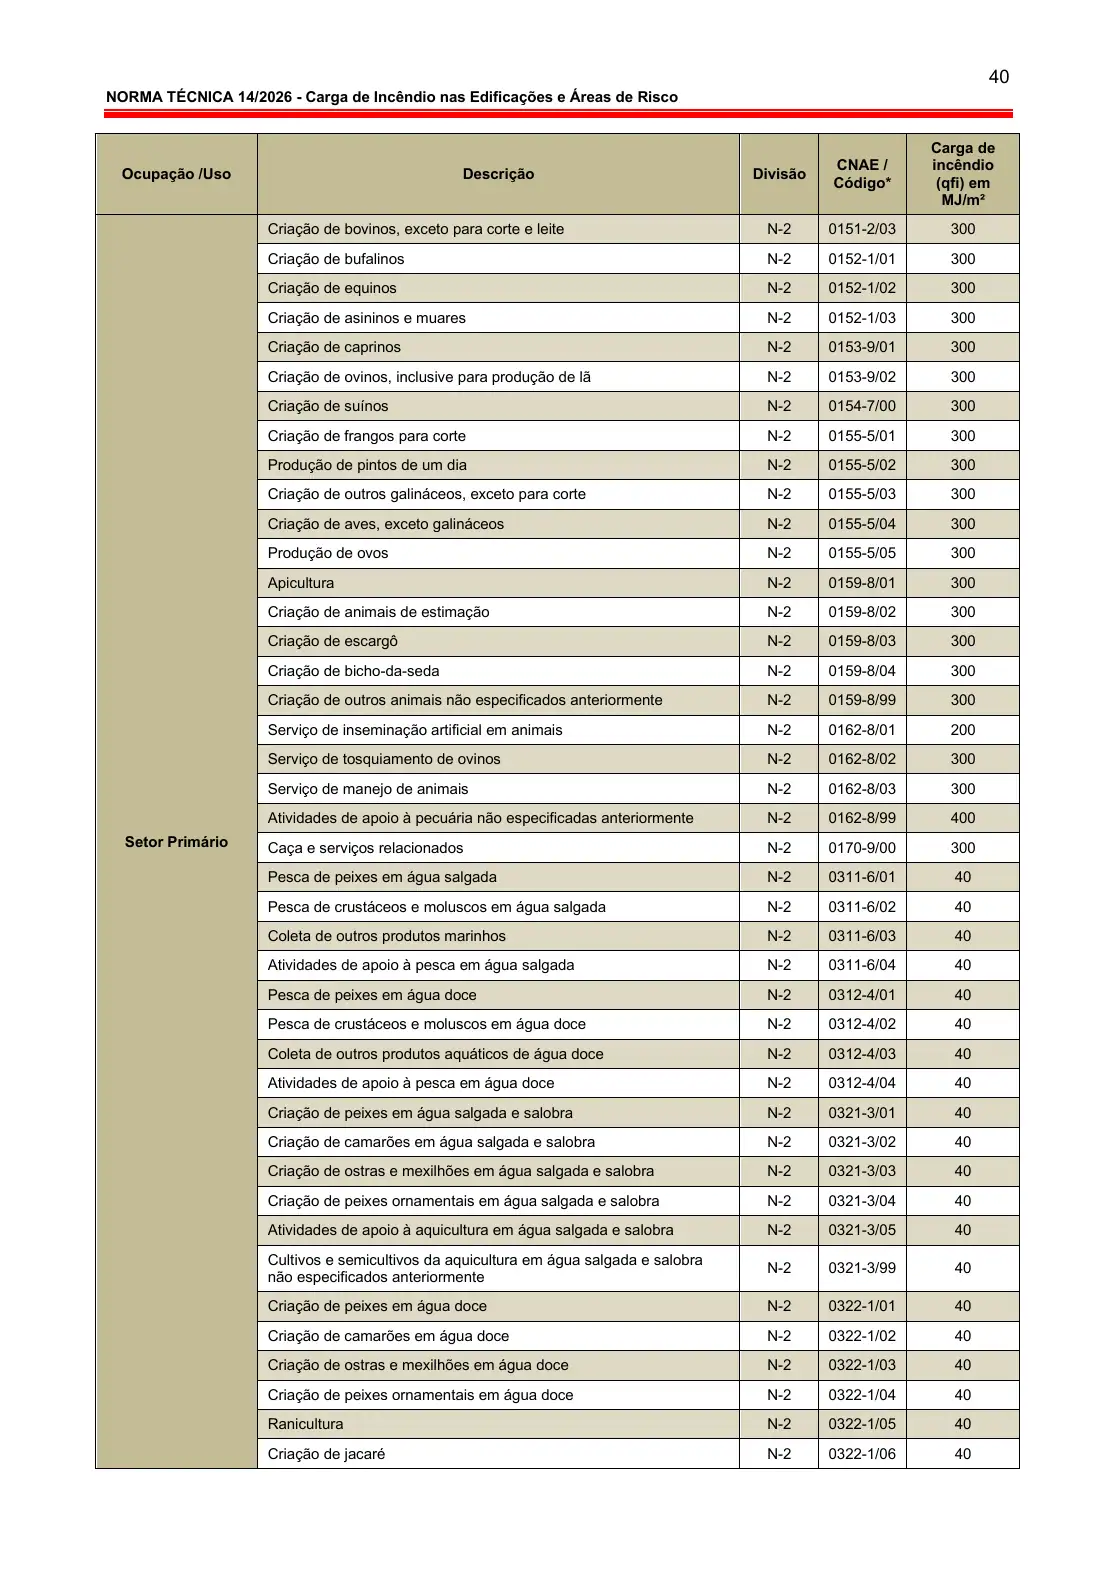 40
NORMA TÉCNICA 14/2026 - Carga de Incêndio nas Edificações e Áreas de Risco
Ocupação /Uso Descrição Divisão CNAE / Código* Carga de incêndio (qfi) em MJ/m²
Setor Primário
Criação de bovinos, exceto para corte e leite N-2 0151-2/03 300
Criação de bufalinos N-2 0152-1/01 300
Criação de equinos N-2 0152-1/02 300
Criação de asininos e muares N-2 0152-1/03 300
Criação de caprinos N-2 0153-9/01 300
Criação de ovinos, inclusive para produção de lã N-2 0153-9/02 300
Criação de suínos N-2 0154-7/00 300
Criação de frangos para corte N-2 0155-5/01 300
Produção de pintos de um dia N-2 0155-5/02 300
Criação de outros galináceos, exceto para corte N-2 0155-5/03 300
Criação de aves, exceto galináceos N-2 0155-5/04 300
Produção de ovos N-2 0155-5/05 300
Apicultura N-2 0159-8/01 300
Criação de animais de estimação N-2 0159-8/02 300
Criação de escargô N-2 0159-8/03 300
Criação de bicho-da-seda N-2 0159-8/04 300
Criação de outros animais não especificados anteriormente N-2 0159-8/99 300
Serviço de inseminação artificial em animais N-2 0162-8/01 200
Serviço de tosquiamento de ovinos N-2 0162-8/02 300
Serviço de manejo de animais N-2 0162-8/03 300
Atividades de apoio à pecuária não especificadas anteriormente N-2 0162-8/99 400
Caça e serviços relacionados N-2 0170-9/00 300
Pesca de peixes em água salgada N-2 0311-6/01 40
Pesca de crustáceos e moluscos em água salgada N-2 0311-6/02 40
Coleta de outros produtos marinhos N-2 0311-6/03 40
Atividades de apoio à pesca em água salgada N-2 0311-6/04 40
Pesca de peixes em água doce N-2 0312-4/01 40
Pesca de crustáceos e moluscos em água doce N-2 0312-4/02 40
Coleta de outros produtos aquáticos de água doce N-2 0312-4/03 40
Atividades de apoio à pesca em água doce N-2 0312-4/04 40
Criação de peixes em água salgada e salobra N-2 0321-3/01 40
Criação de camarões em água salgada e salobra N-2 0321-3/02 40
Criação de ostras e mexilhões em água salgada e salobra N-2 0321-3/03 40
Criação de peixes ornamentais em água salgada e salobra N-2 0321-3/04 40
Atividades de apoio à aquicultura em água salgada e salobra N-2 0321-3/05 40
Cultivos e semicultivos da aquicultura em água salgada e salobra
não especificados anteriormente N-2 0321-3/99 40
Criação de peixes em água doce N-2 0322-1/01 40
Criação de camarões em água doce N-2 0322-1/02 40
Criação de ostras e mexilhões em água doce N-2 0322-1/03 40
Criação de peixes ornamentais em água doce N-2 0322-1/04 40
Ranicultura N-2 0322-1/05 40
Criação de jacaré N-2 0322-1/06 40